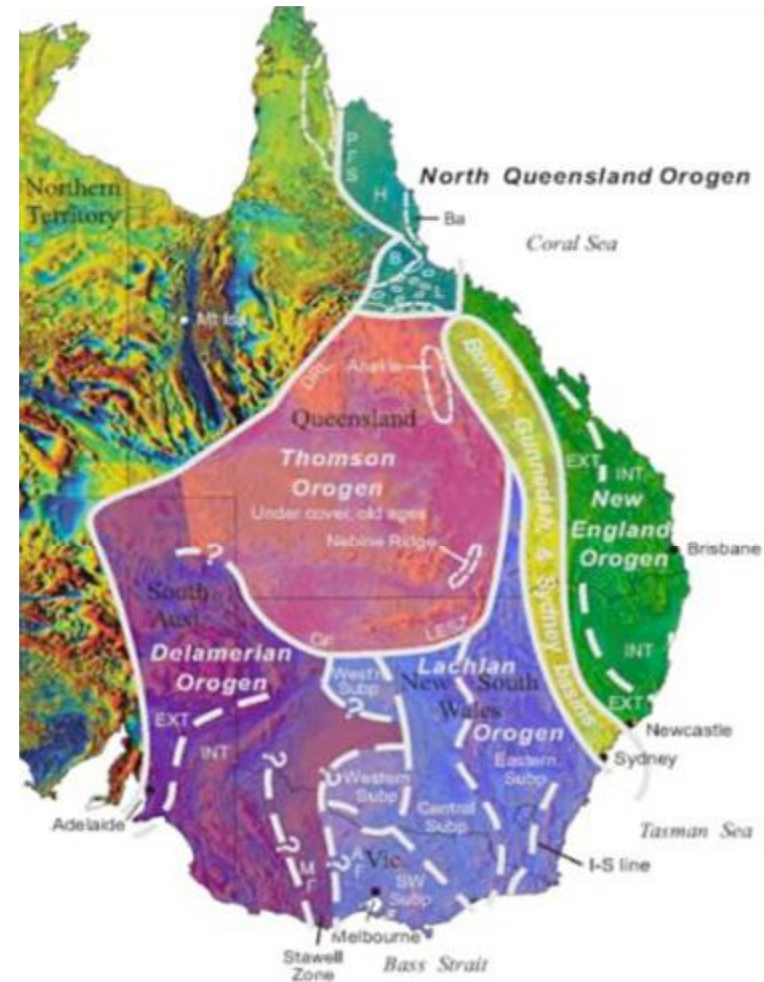 P
F
S
H
North Queensland Orogen
Northern
Territory
Ba
Coral Sea
B
L
Mt Isa
Anakie
DRL
Queensland
Bowen, Gunnedah, & Sydney basins
Thomson
Orogen
Under cover, old ages
EXT
INT
New
England
Orogen
Nebine Ridge
Brisbane
?
South
Aust
INT
OF
LESZ
Delamerian
Orogen
Lachlan
West'n
Subp
New South
Wales
EXT
EXT
Orogen
Newcastle
?
INT
Eastern
Subp
Sydney
?
?
Western
Subp
Central
Subp
Adelaide
Tasman Sea
?
?
A
F
Vic
I-S line
M
F
SW
Subp
Melbourne
Stawell
Zone
Bass Strait